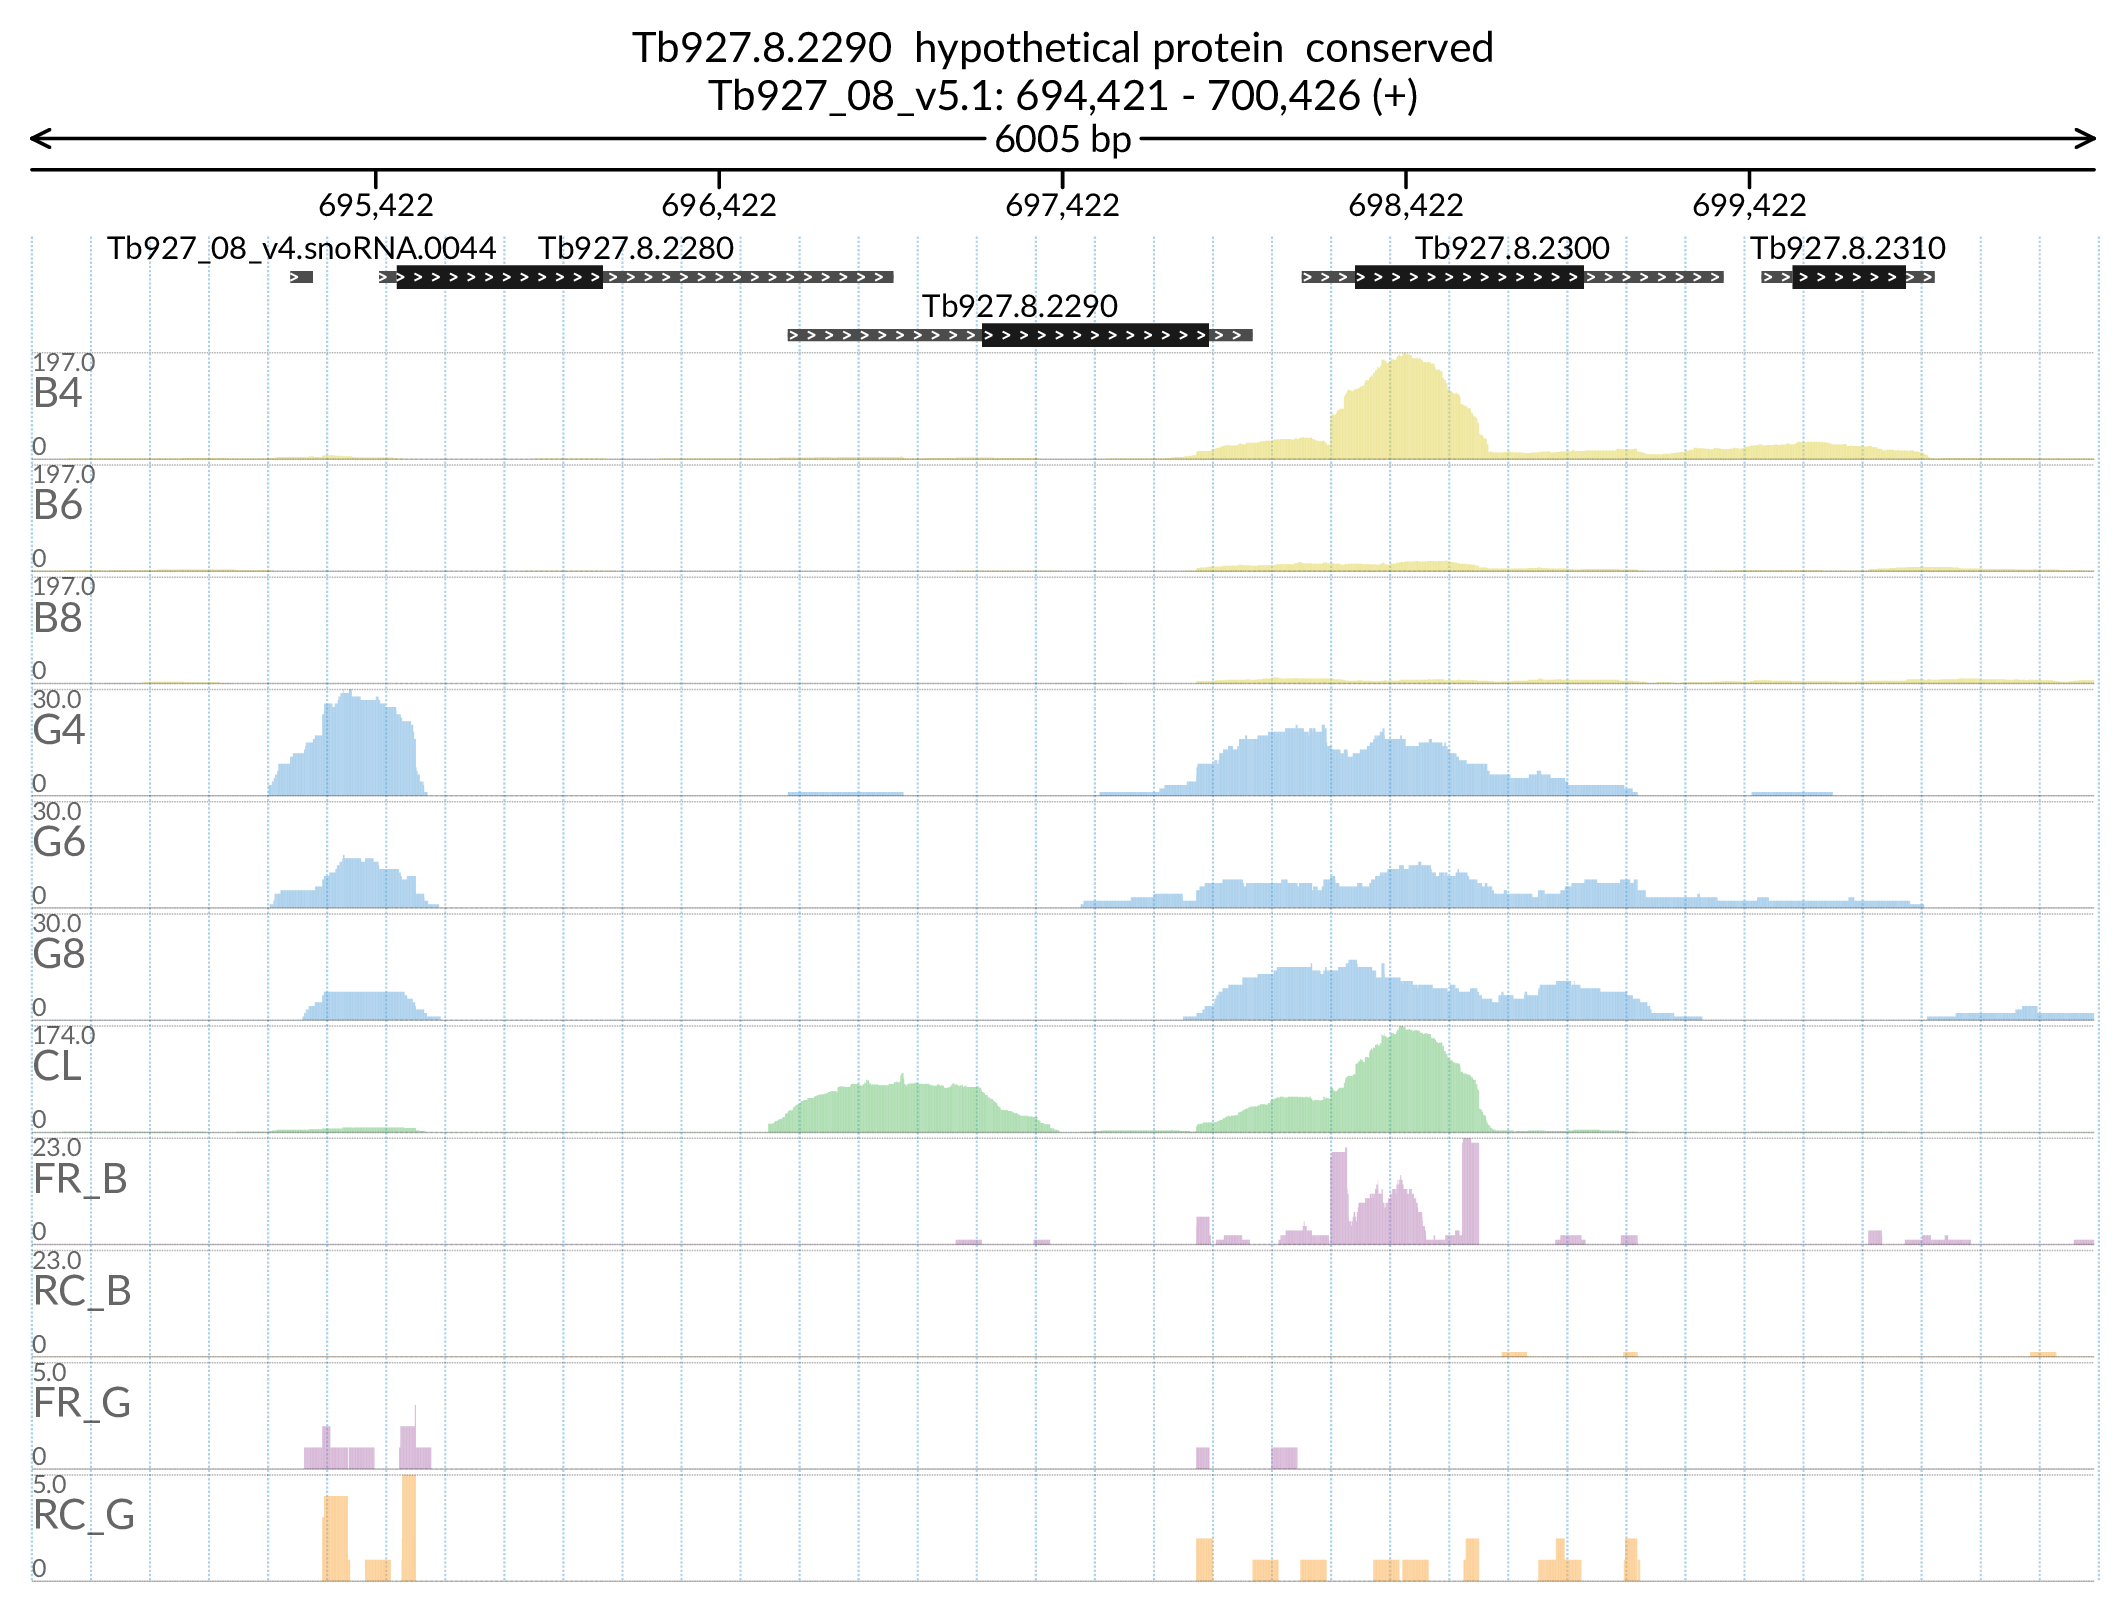 Tb927.8.2290  hypothetical protein  conserved
Tb927_08_v5.1: 694,421 - 700,426 (+)
6005 bp
695,422 696,422 697,422 698,422 699,422
Tb927_08_v4.snoRNA.0044 Tb927.8.2280 Tb927.8.2300 Tb927.8.2310
Tb927.8.2290
197.0
B4
0
197.0
B6
0
197.0
B8
0
30.0
G4
0
30.0
G6
0
30.0
G8
0
174.0
CL
0
23.0
FR_B
0
23.0
RC_B
0
5.0
FR_G
0
5.0
RC_G
0